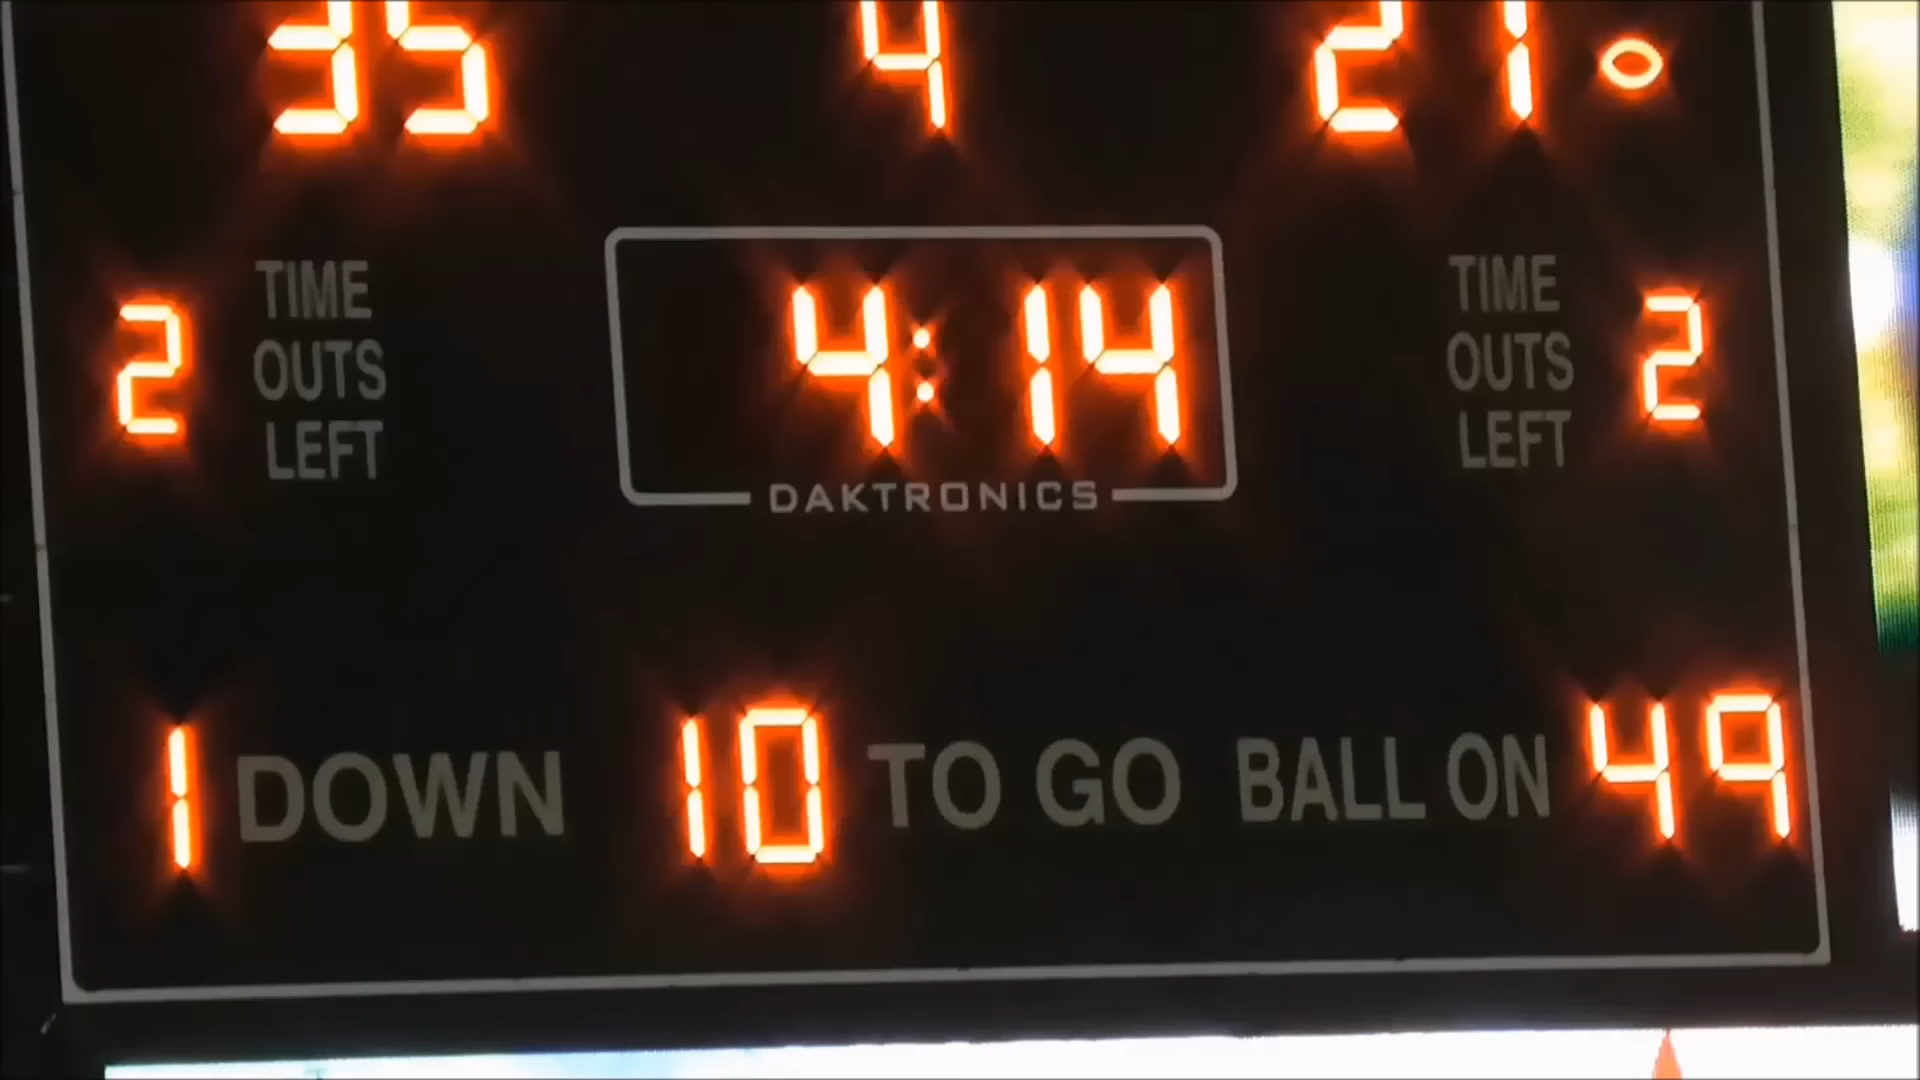 35 4 21
2 TIME OUTS LEFT 4:14 TIME OUTS LEFT 2
DAKTRONICS
1 DOWN 10 TO GO BALL ON 49